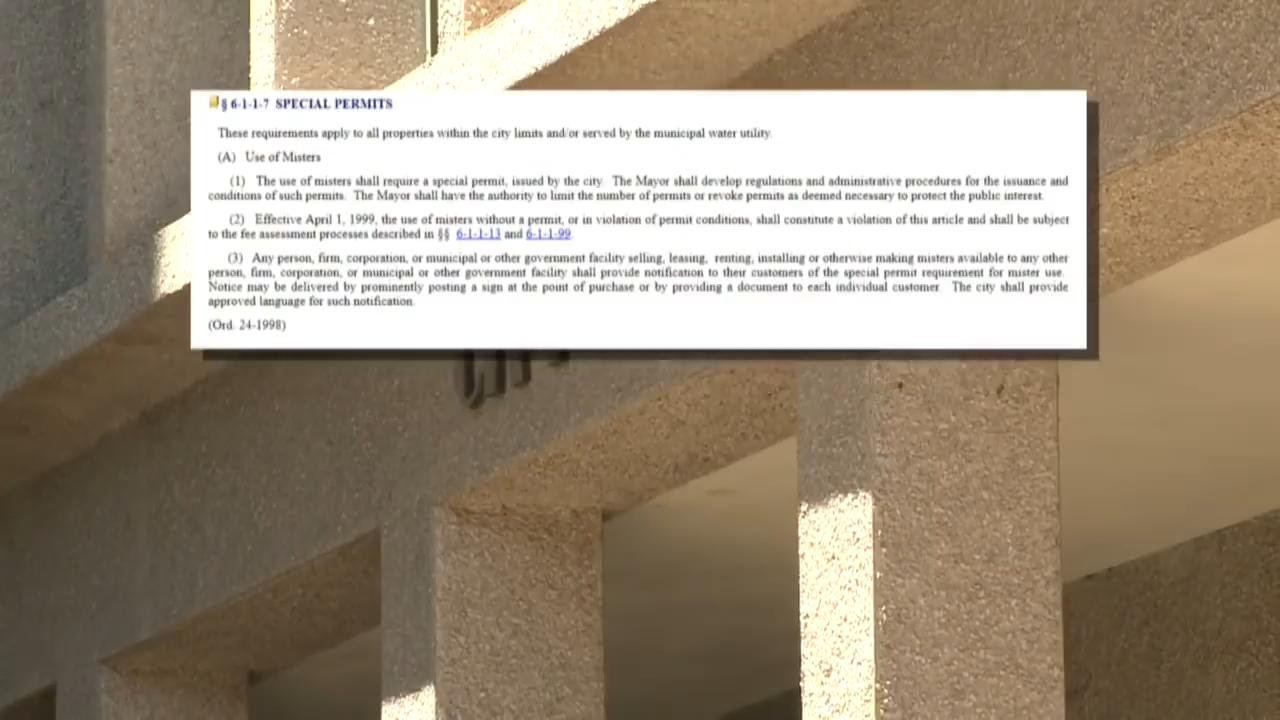 § 6-1-1-7 SPECIAL PERMITS
These requirements apply to all properties within the city limits and/or served by the municipal water utility.
(A) Use of Misters
(1) The use of misters shall require a special permit, issued by the city. The Mayor shall develop regulations and administrative procedures for the issuance and
conditions of such permits. The Mayor shall have the authority to limit the number of permits or revoke permits as deemed necessary to protect the public interest.
(2) Effective April 1, 1999, the use of misters without a permit, or in violation of permit conditions, shall constitute a violation of this article and shall be subject
to the fee assessment processes described in §§ 6-1-1-13 and 6-1-1-99.
(3) Any person, firm, corporation, or municipal or other government facility selling, leasing, renting, installing or otherwise making misters available to any other
person, firm, corporation, or municipal or other government facility shall provide notification to their customers of the special permit requirement for mister use.
Notice may be delivered by prominently posting a sign at the point of purchase or by providing a document to each individual customer. The city shall provide
approved language for such notification.
(Ord. 24-1998)